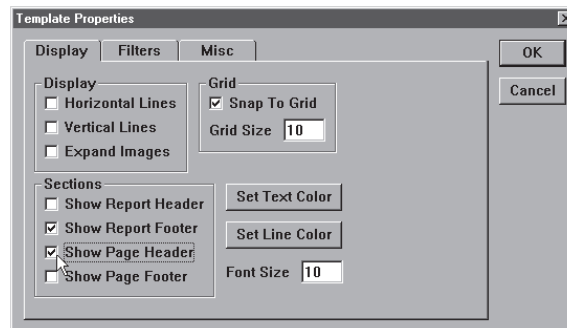 Template Properties
Display Filters Misc
OK
Cancel
Display
Horizontal Lines
Vertical Lines
Expand Images
Grid
Snap To Grid
Grid Size 10
Sections
Show Report Header
Show Report Footer
Show Page Header
Show Page Footer
Set Text Color
Set Line Color
Font Size 10